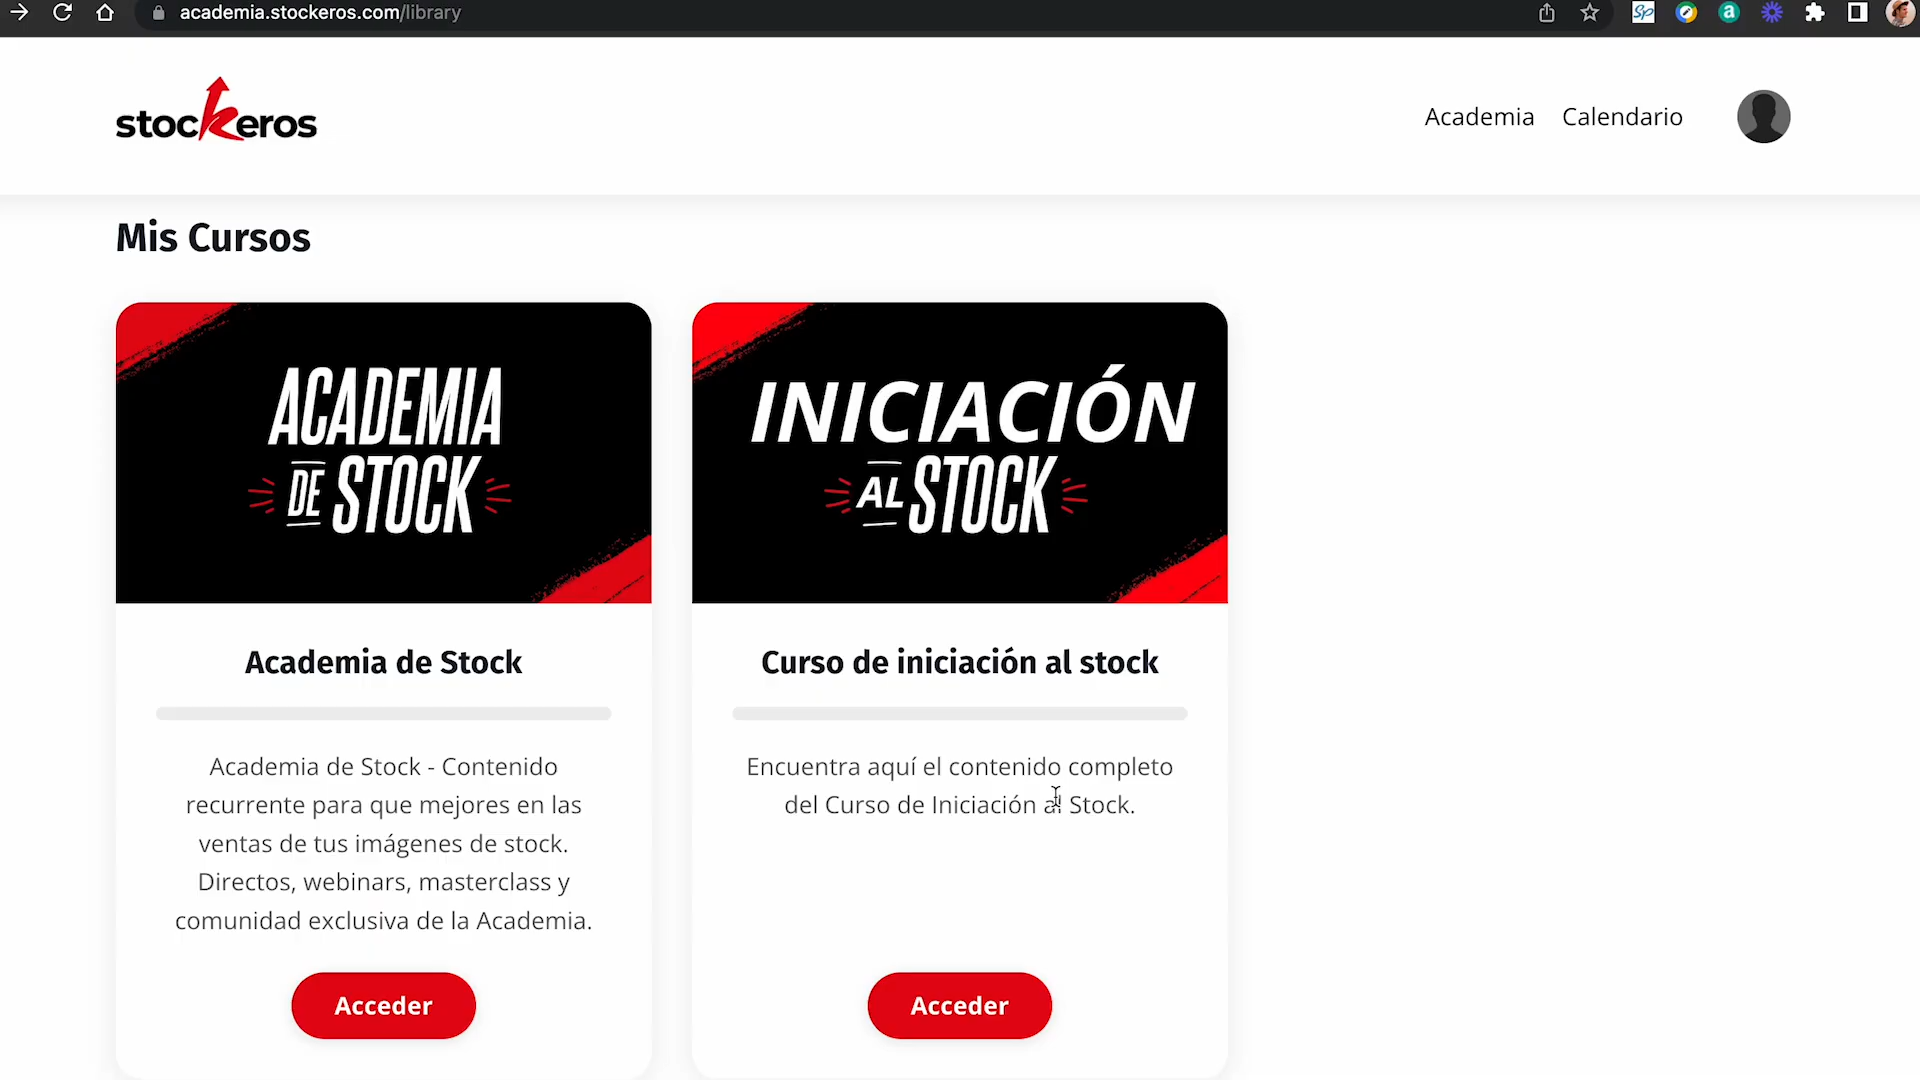 academia.stockeros.com/library
stockeros
Academia
Calendario
Mis Cursos
ACADEMIA
DE STOCK
INICIACIÓN
AL STOCK
Academia de Stock
Academia de Stock - Contenido
recurrente para que mejores en las
ventas de tus imágenes de stock.
Directos, webinars, masterclass y
comunidad exclusiva de la Academia.
Acceder
Curso de iniciación al stock
Encuentra aquí el contenido completo
del Curso de Iniciación al Stock.
Acceder